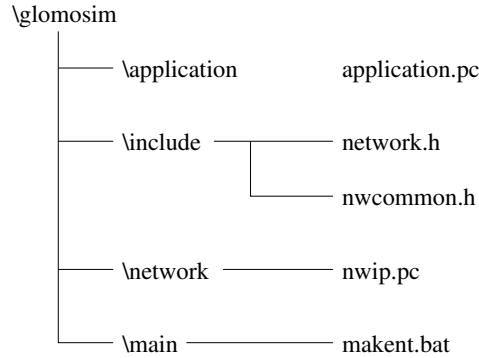 \glomosim
\application application.pc
\include network.h
nwcommon.h
\network nwip.pc
\main makent.bat